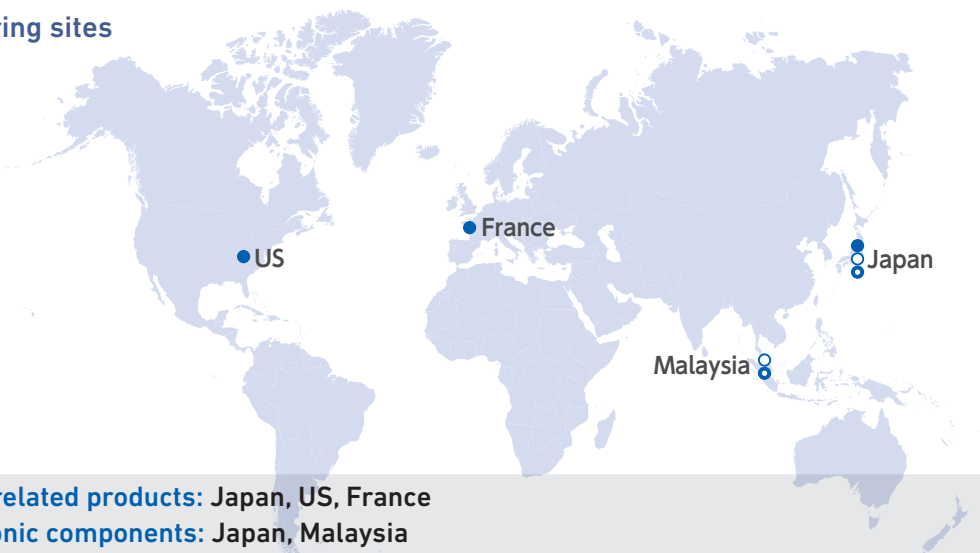 ring sites
France
US
Japan
Malaysia
related products: Japan, US, France
onic components: Japan, Malaysia